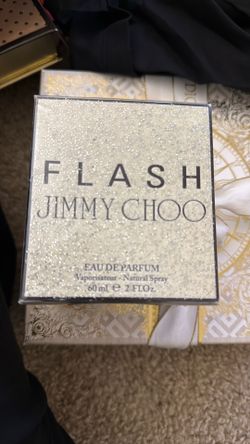 FLASH
JIMMY CHOO
EAU DE PARFUM
Vaporisateur - Natural Spray
60 mL ℮ 2 Fl.Oz.